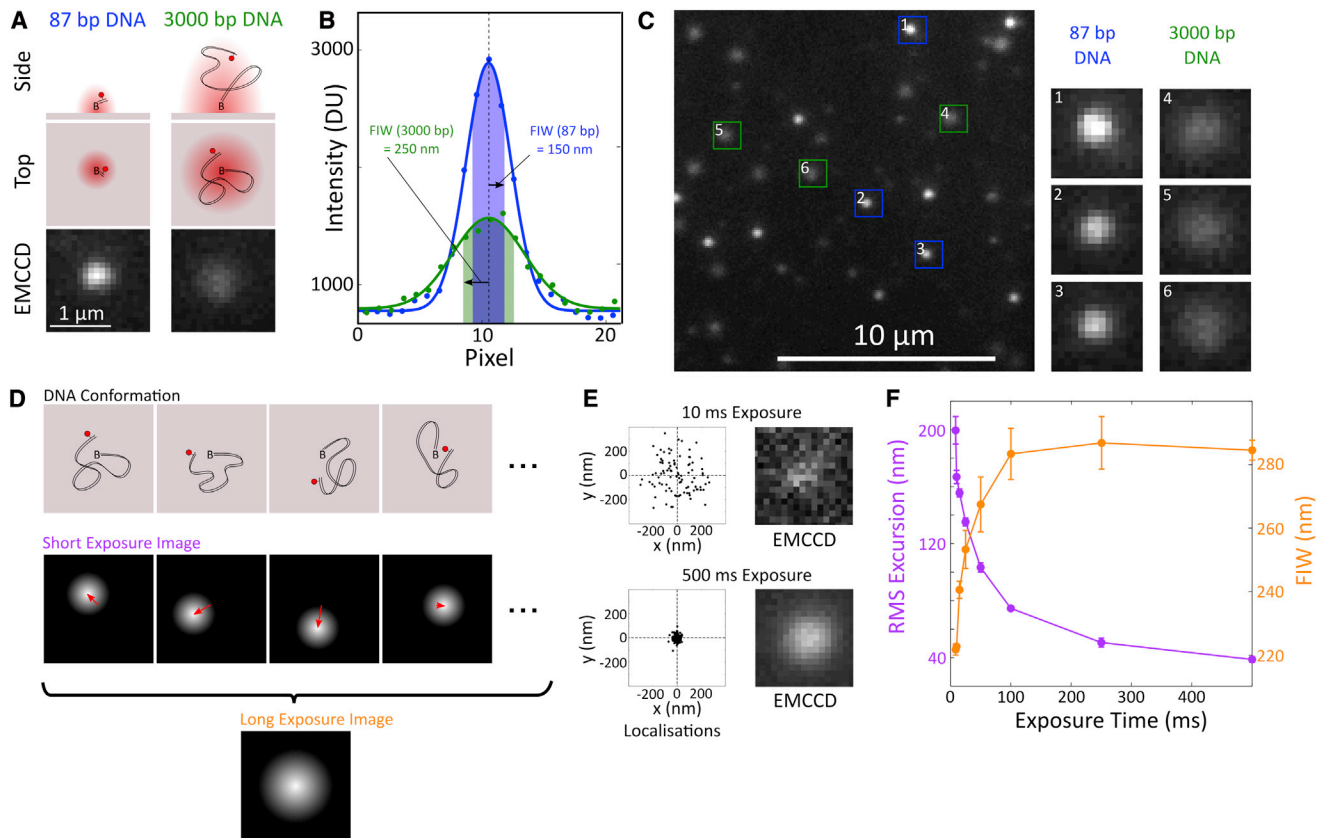 A
87 bp DNA
3000 bp DNA
Side
B
B
Top
B
B
EMCCD
1 µm
B
Intensity (DU)
3000
1000
FIW (3000 bp)
= 250 nm
FIW (87 bp)
= 150 nm
0
10
20
Pixel
C
1
2
3
4
5
6
10 µm
87 bp
DNA
3000 bp
DNA
1
4
2
5
3
6
D
DNA Conformation
B
B
B
B
...
Short Exposure Image
...
Long Exposure Image
E
10 ms Exposure
y (nm)
200
0
-200
-200
0
200
x (nm)
EMCCD
500 ms Exposure
y (nm)
200
0
-200
-200
0
200
x (nm)
Localisations
EMCCD
F
RMS Excursion (nm)
200
120
40
FIW (nm)
280
260
240
220
0
100
200
300
400
Exposure Time (ms)